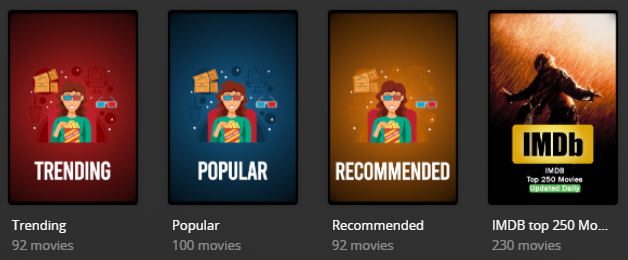 TRENDING
POPULAR
RECOMMENDED
IMDb
IMDB
Top 250 Movies
Updated Daily
Trending
Popular
Recommended
IMDB top 250 Mo...
92 movies
100 movies
92 movies
230 movies